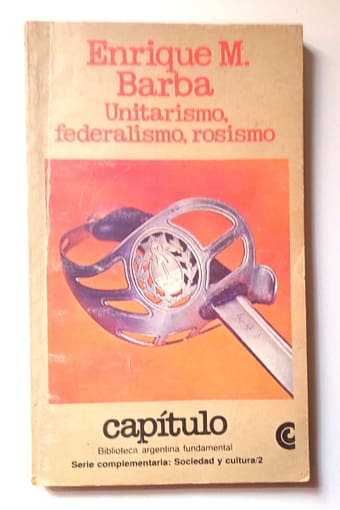 Enrique M.
Barba
Unitarismo,
federalismo, rosismo
capítulo
Biblioteca argentina fundamental
Serie complementaria: Sociedad y cultura/2